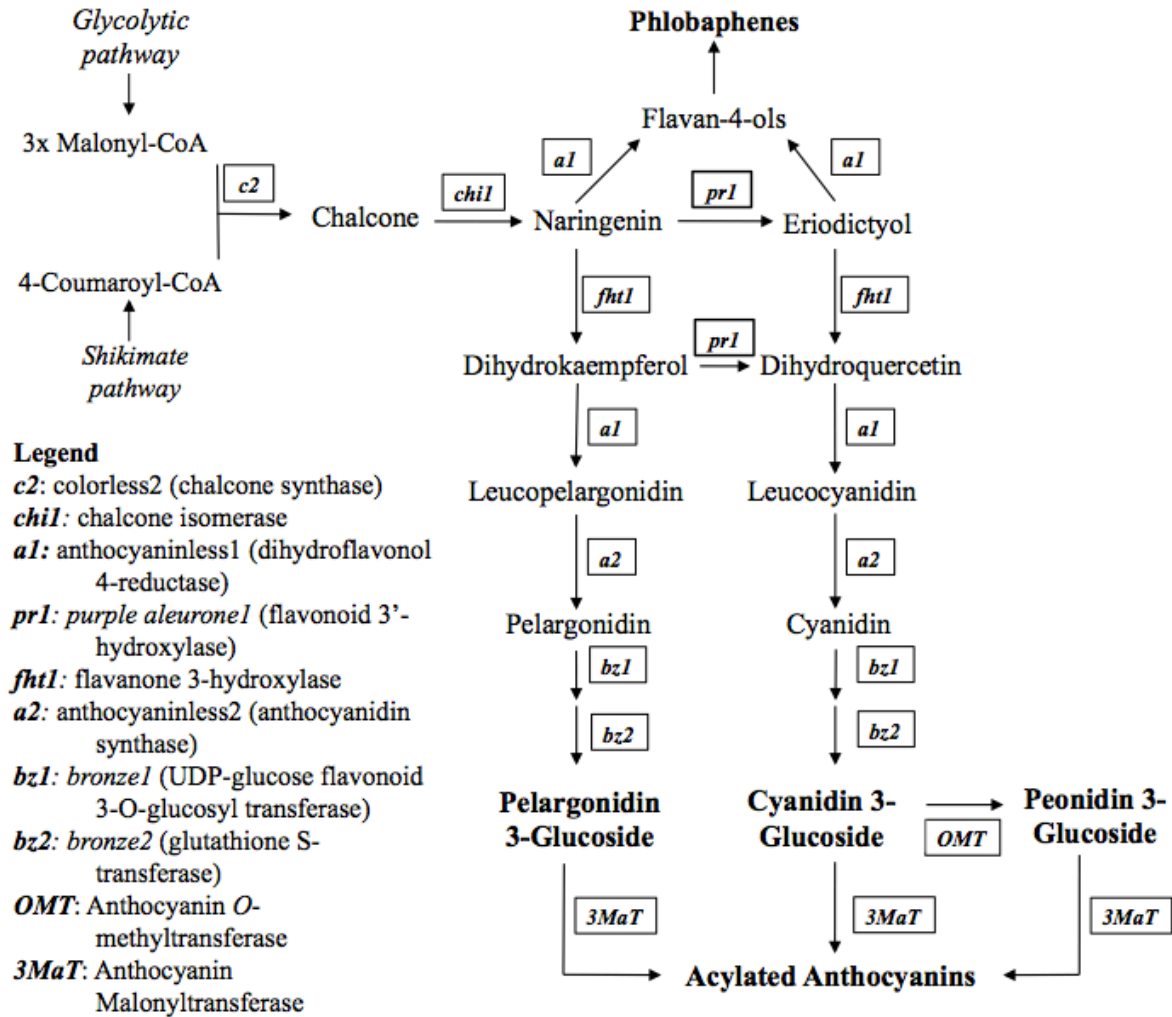 Glycolytic
pathway
Phlobaphenes
Flavan-4-ols
3x Malonyl-CoA
a1
a1
c2
chi1
pr1
Chalcone
Naringenin
Eriodictyol
4-Coumaroyl-CoA
fht1
fht1
Shikimate
pathway
pr1
Dihydrokaempferol
Dihydroquercetin
a1
a1
Leucopelargonidin
Leucocyanidin
a2
a2
Pelargonidin
Cyanidin
bz1
bz1
bz2
bz2
Pelargonidin
3-Glucoside
Cyanidin 3-
Glucoside
Peonidin 3-
Glucoside
OMT
3MaT
3MaT
3MaT
Acylated Anthocyanins
Legend
c2: colorless2 (chalcone synthase)
chi1: chalcone isomerase
a1: anthocyaninless1 (dihydroflavonol
4-reductase)
pr1: purple aleurone1 (flavonoid 3’-
hydroxylase)
fht1: flavanone 3-hydroxylase
a2: anthocyaninless2 (anthocyanidin
synthase)
bz1: bronze1 (UDP-glucose flavonoid
3-O-glucosyl transferase)
bz2: bronze2 (glutathione S-
transferase)
OMT: Anthocyanin O-
methyltransferase
3MaT: Anthocyanin
Malonyltransferase